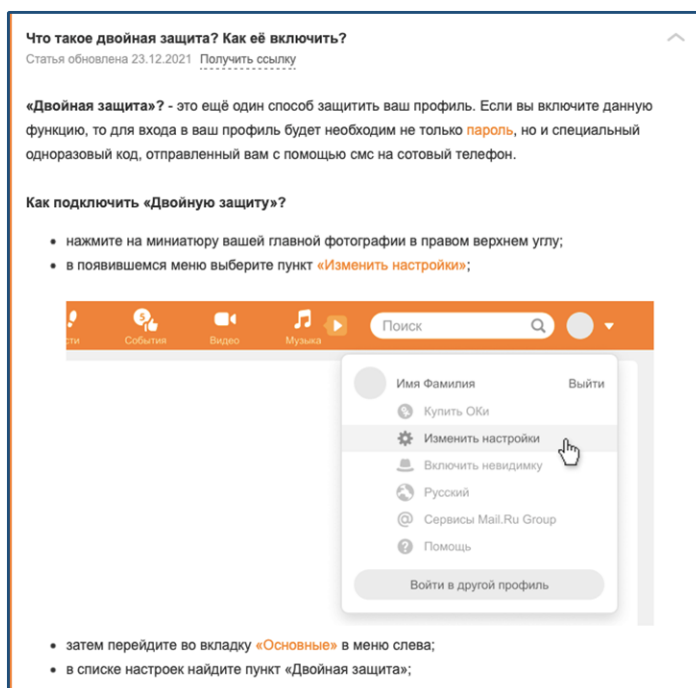 Что такое двойная защита? Как её включить?
Статья обновлена 23.12.2021 Получить ссылку
«Двойная защита»? - это ещё один способ защитить ваш профиль. Если вы включите данную
функцию, то для входа в ваш профиль будет необходим не только пароль, но и специальный
одноразовый код, отправленный вам с помощью смс на сотовый телефон.
Как подключить «Двойную защиту»?
• нажмите на миниатюру вашей главной фотографии в правом верхнем углу;
• в появившемся меню выберите пункт «Изменить настройки»;
5
сти События Видео Музыка Поиск
Имя Фамилия Выйти
Купить ОКи
Изменить настройки
Включить невидимку
Русский
@ Сервисы Mail.Ru Group
? Помощь
Войти в другой профиль
• затем перейдите во вкладку «Основные» в меню слева;
• в списке настроек найдите пункт «Двойная защита»;